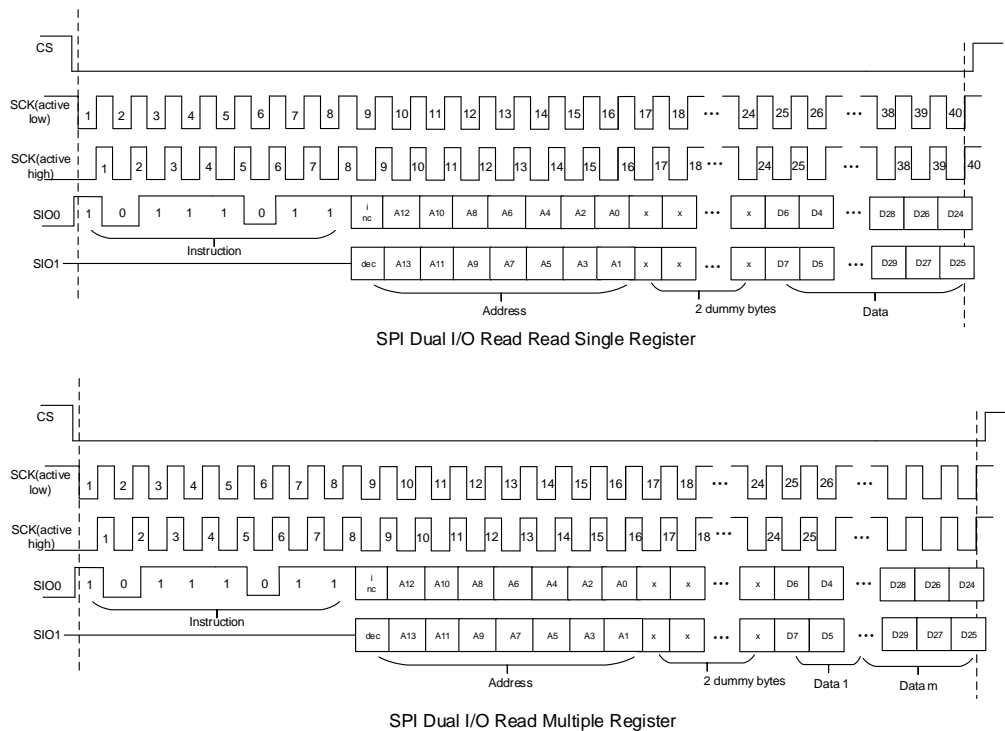 CS
SCK(active
low)
1 2 3 4 5 6 7 8 9 10 11 12 13 14 15 16 17 18 ••• 24 25 26 ••• 38 39 40
SCK(active
high)
1 2 3 4 5 6 7 8 9 10 11 12 13 14 15 16 17 18 ••• 24 25 ••• 38 39 40
SIO0 1 0 1 1 1 0 1 1 i nc A12 A10 A8 A6 A4 A2 A0 x x ••• x D6 D4 ••• D28 D26 D24
Instruction
SIO1 dec A13 A11 A9 A7 A5 A3 A1 x x ••• x D7 D5 ••• D29 D27 D25
Address 2 dummy bytes Data
SPI Dual I/O Read Read Single Register
CS
SCK(active
low)
1 2 3 4 5 6 7 8 9 10 11 12 13 14 15 16 17 18 ••• 24 25 26 •••
SCK(active
high)
1 2 3 4 5 6 7 8 9 10 11 12 13 14 15 16 17 18 ••• 24 25 •••
SIO0 1 0 1 1 1 0 1 1 i nc A12 A10 A8 A6 A4 A2 A0 x x ••• x D6 D4 ••• D28 D26 D24
Instruction
SIO1 dec A13 A11 A9 A7 A5 A3 A1 x x ••• x D7 D5 ••• D29 D27 D25
Address 2 dummy bytes Data 1 Data m
SPI Dual I/O Read Multiple Register